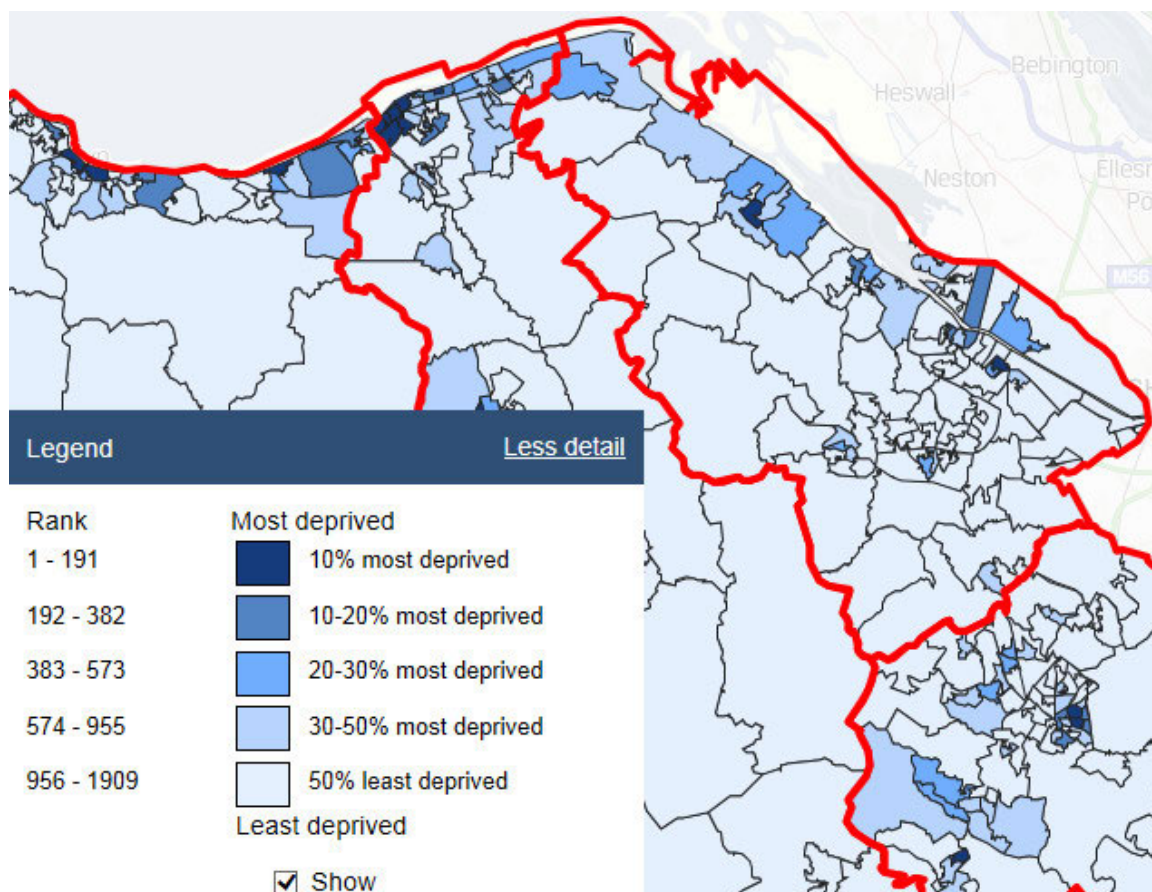 Bebington
Heswall
Neston
M56
Legend Less detail
Rank Most deprived
1 - 191 10% most deprived
192 - 382 10-20% most deprived
383 - 573 20-30% most deprived
574 - 955 30-50% most deprived
956 - 1909 50% least deprived
Least deprived
Show